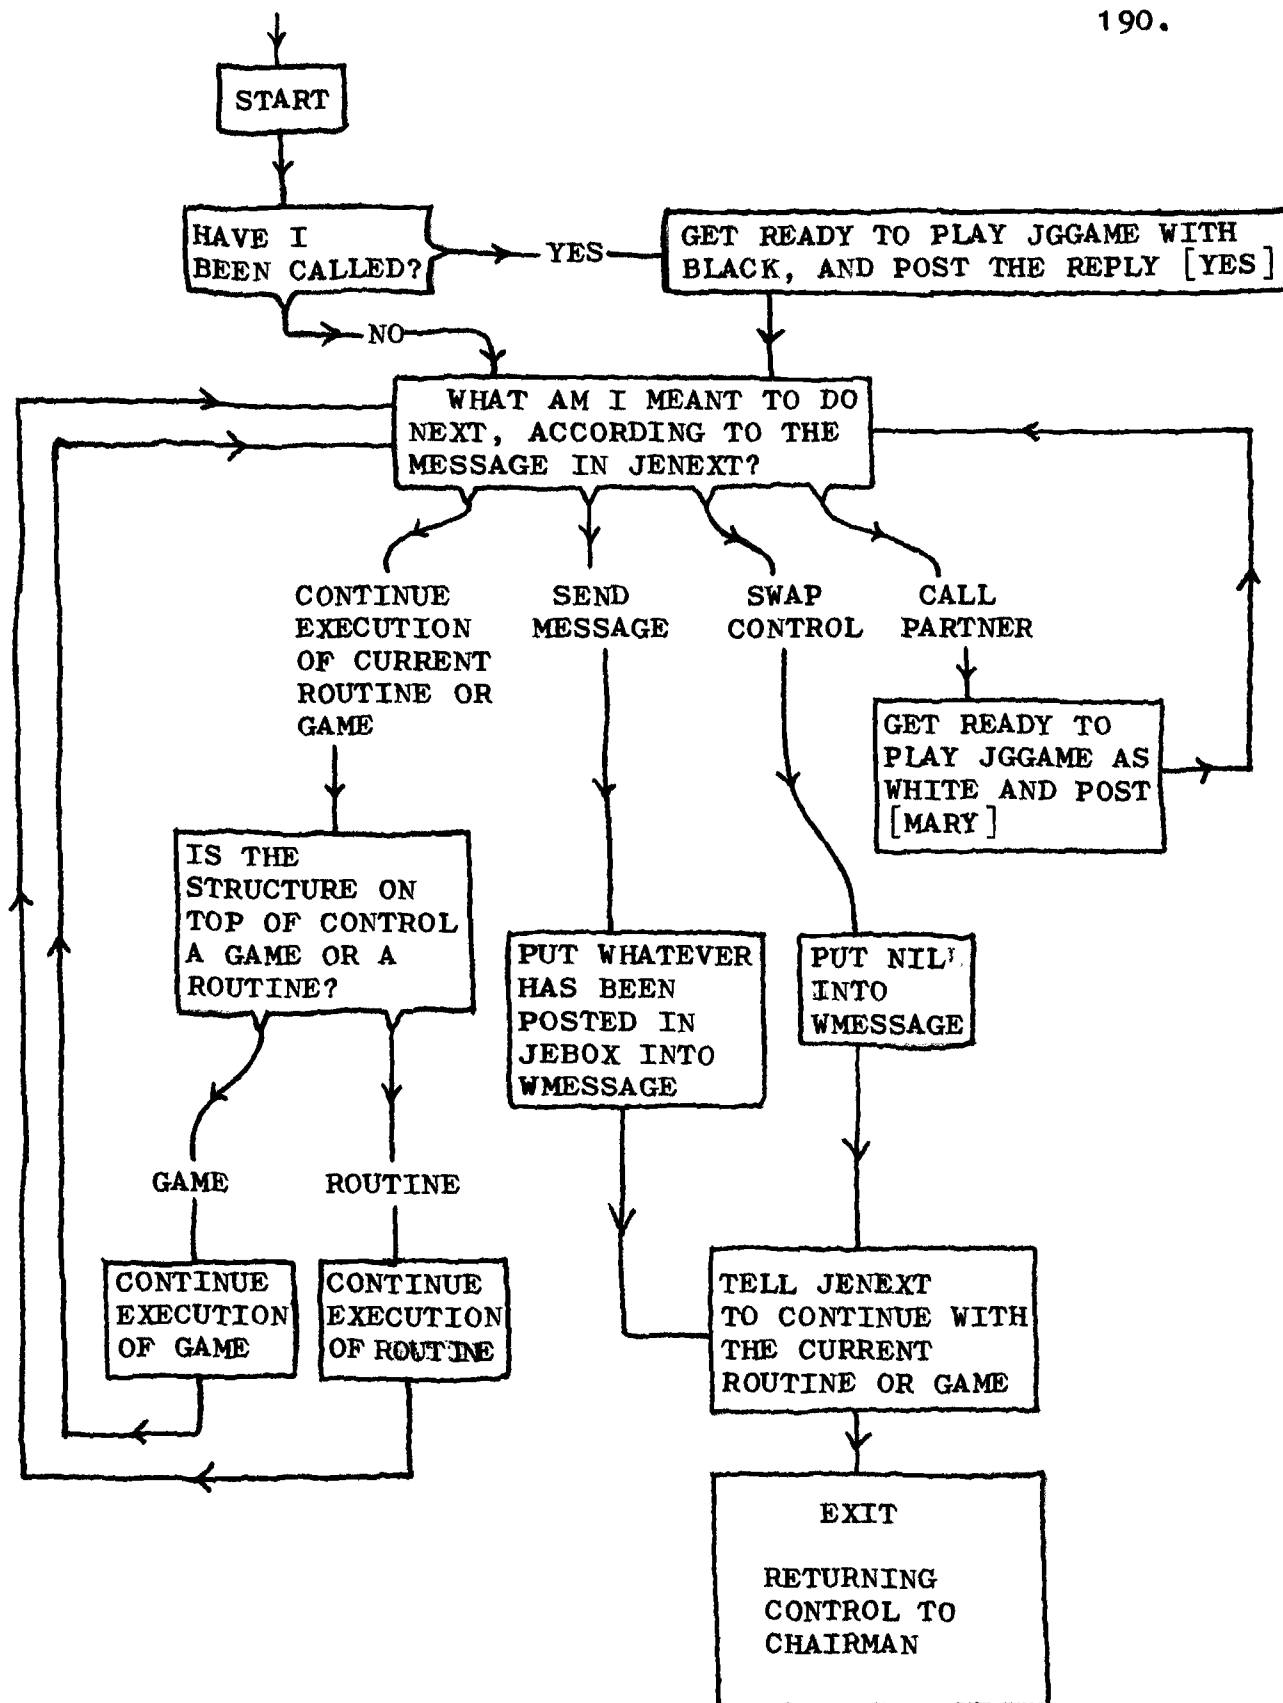 190.
START
HAVE I
BEEN CALLED?
YES
GET READY TO PLAY JGGAME WITH
BLACK, AND POST THE REPLY [YES]
NO
WHAT AM I MEANT TO DO
NEXT, ACCORDING TO THE
MESSAGE IN JENEXT?
CONTINUE
EXECUTION
OF CURRENT
ROUTINE OR
GAME
SEND
MESSAGE
SWAP
CONTROL
CALL
PARTNER
GET READY TO
PLAY JGGAME AS
WHITE AND POST
[MARY]
IS THE
STRUCTURE ON
TOP OF CONTROL
A GAME OR A
ROUTINE?
PUT WHATEVER
HAS BEEN
POSTED IN
JEBOX INTO
WMESSAGE
PUT NIL
INTO
WMESSAGE
GAME
ROUTINE
CONTINUE
EXECUTION
OF GAME
CONTINUE
EXECUTION
OF ROUTINE
TELL JENEXT
TO CONTINUE WITH
THE CURRENT
ROUTINE OR GAME
EXIT
RETURNING
CONTROL TO
CHAIRMAN